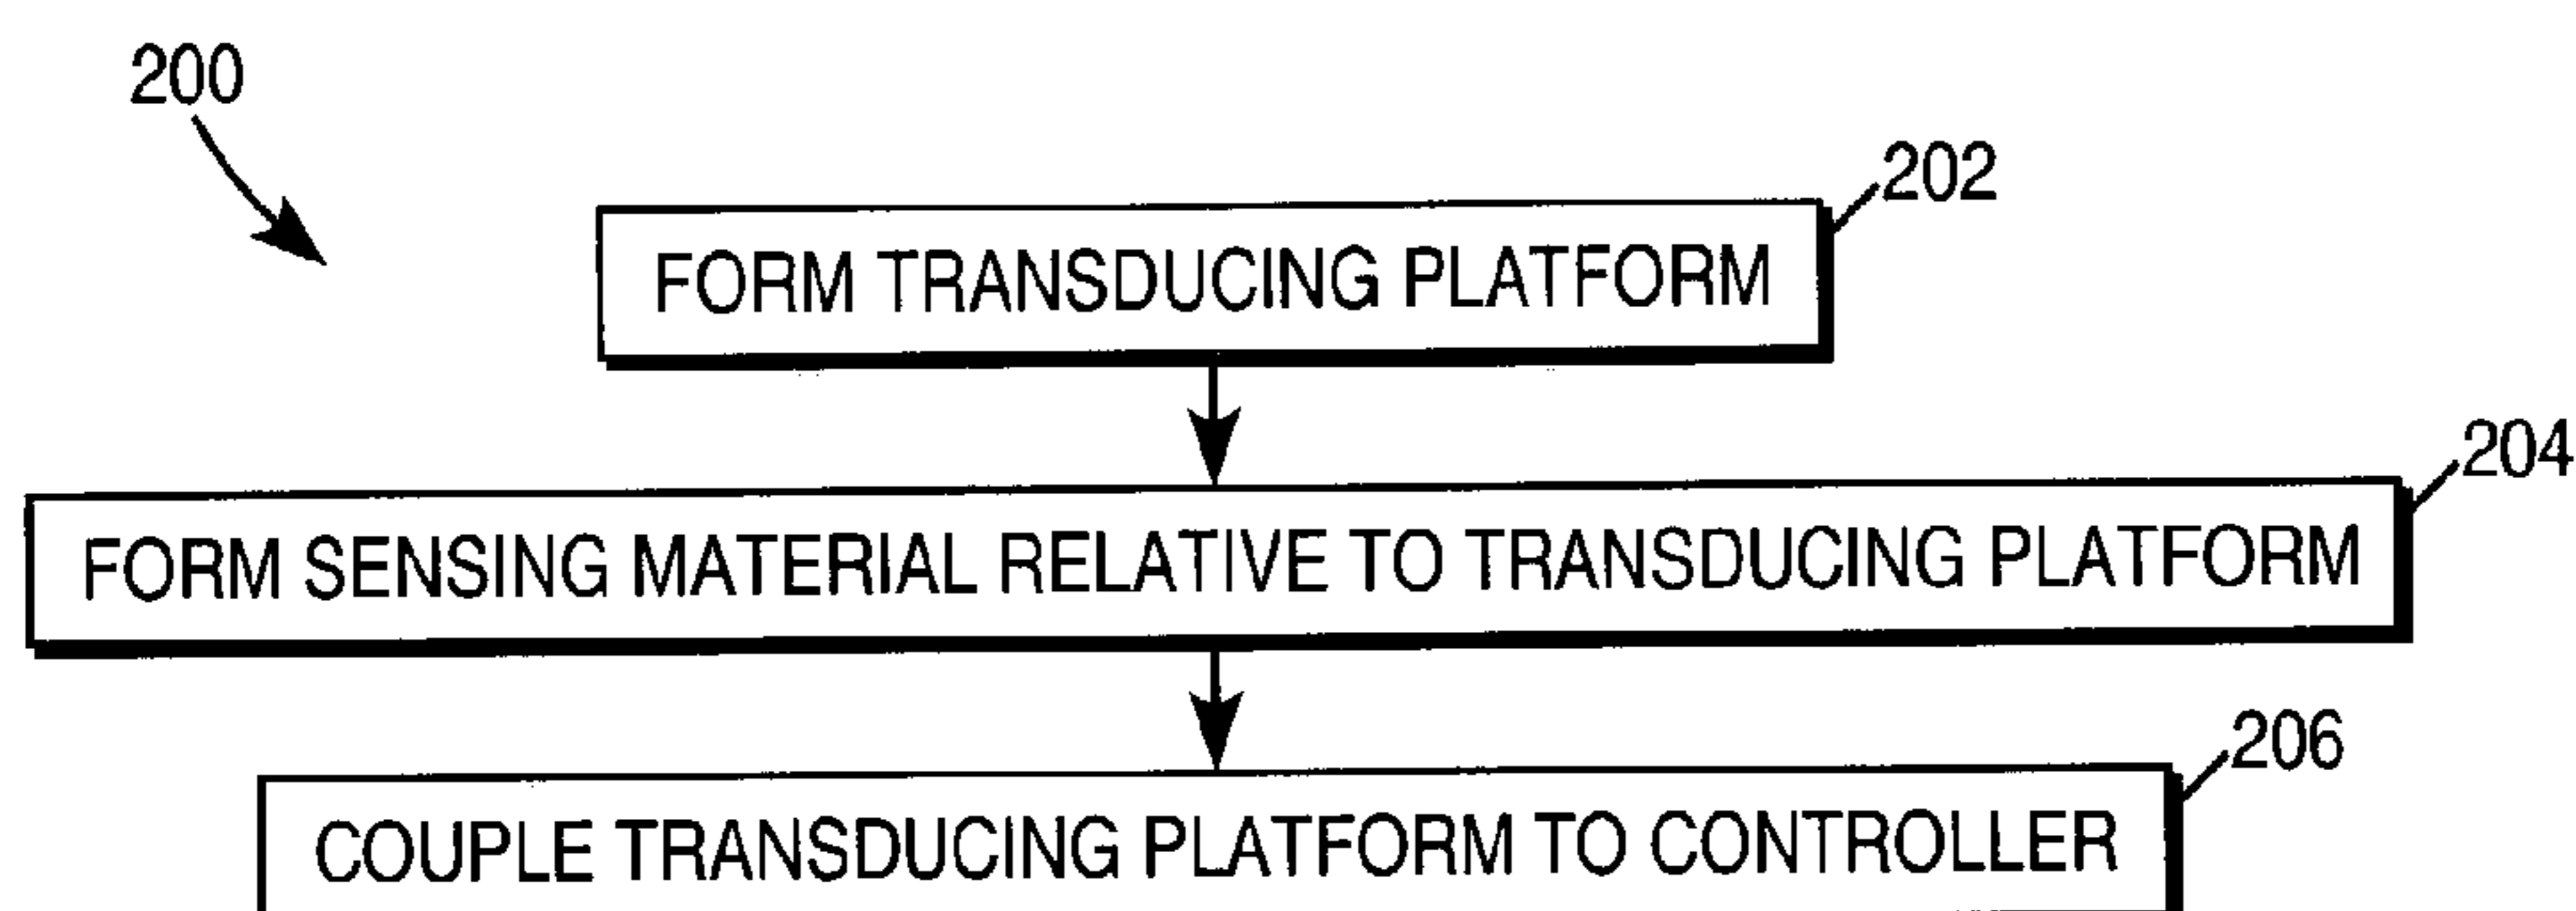 200
202
FORM TRANSDUCING PLATFORM
204
FORM SENSING MATERIAL RELATIVE TO TRANSDUCING PLATFORM
206
COUPLE TRANSDUCING PLATFORM TO CONTROLLER